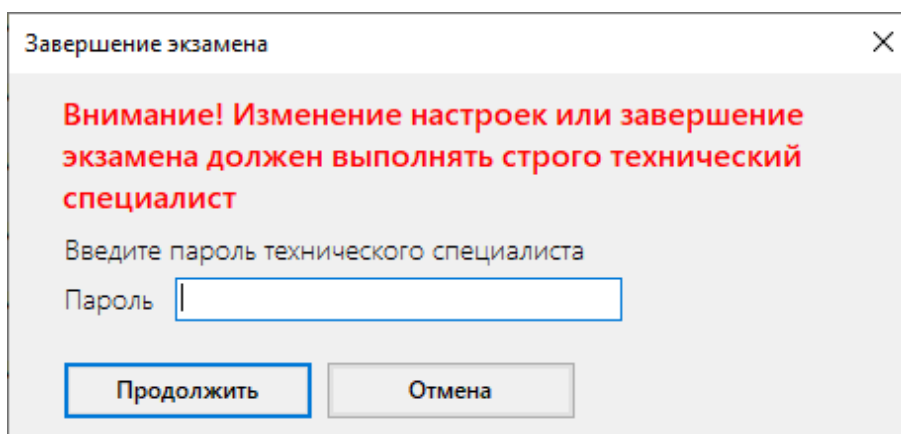 Завершение экзамена
Внимание! Изменение настроек или завершение
экзамена должен выполнять строго технический
специалист
Введите пароль технического специалиста
Пароль
Продолжить
Отмена